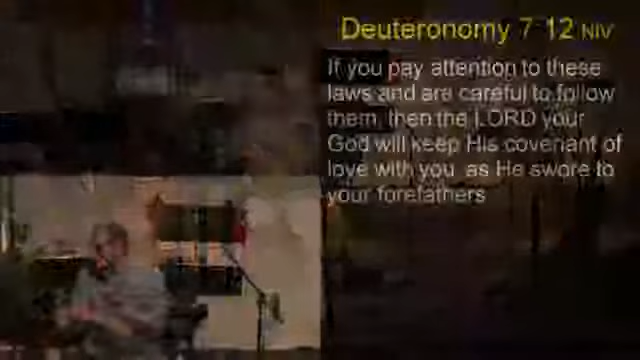 Deuteronomy 7 12 NIV
If you pay attention to these
laws and are careful to follow
them, then the LORD your
God will keep His covenant of
love with you, as He swore to
your forefathers